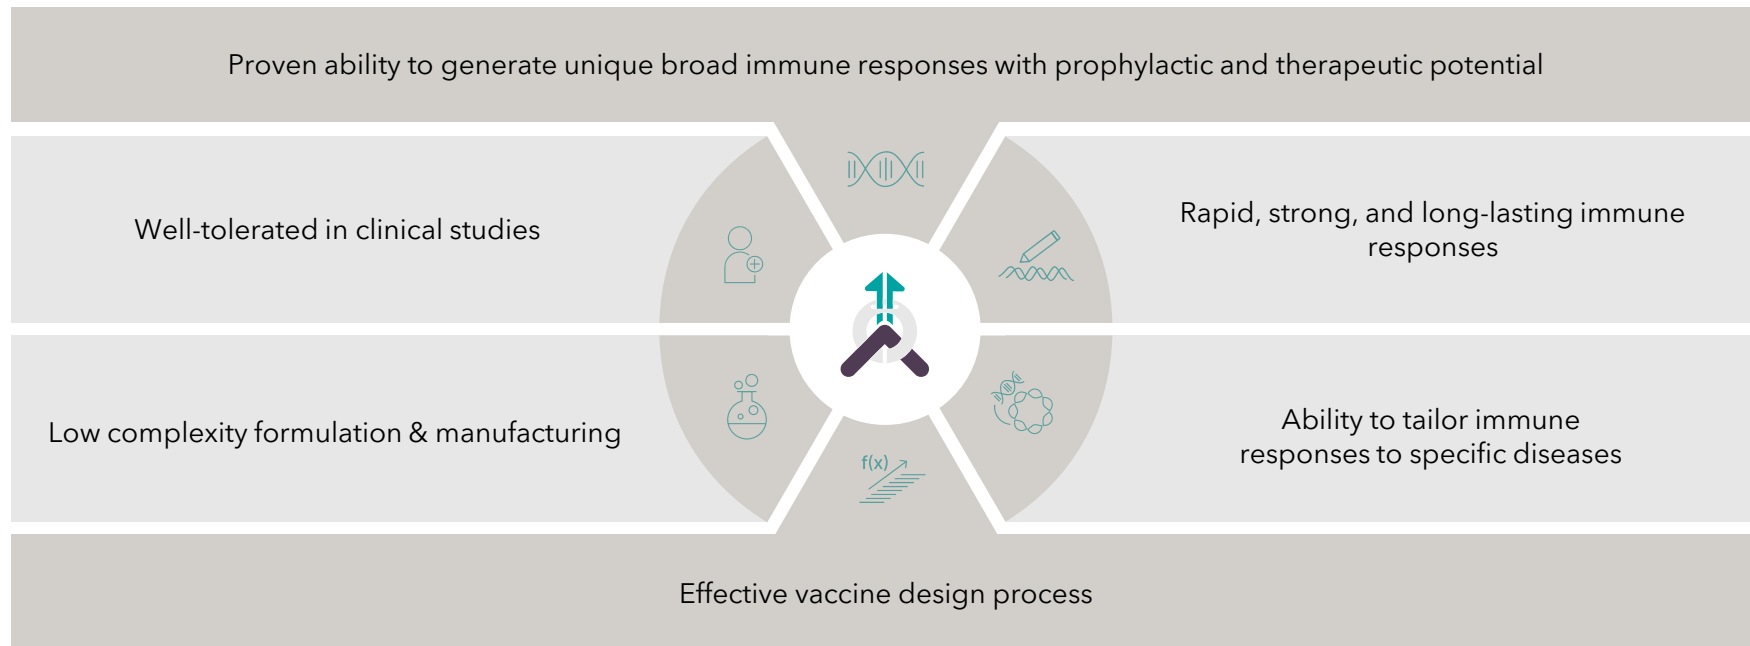 Proven ability to generate unique broad immune responses with prophylactic and therapeutic potential
Well-tolerated in clinical studies
Rapid, strong, and long-lasting immune
responses
Low complexity formulation & manufacturing
Ability to tailor immune
responses to specific diseases
f(x)
Effective vaccine design process